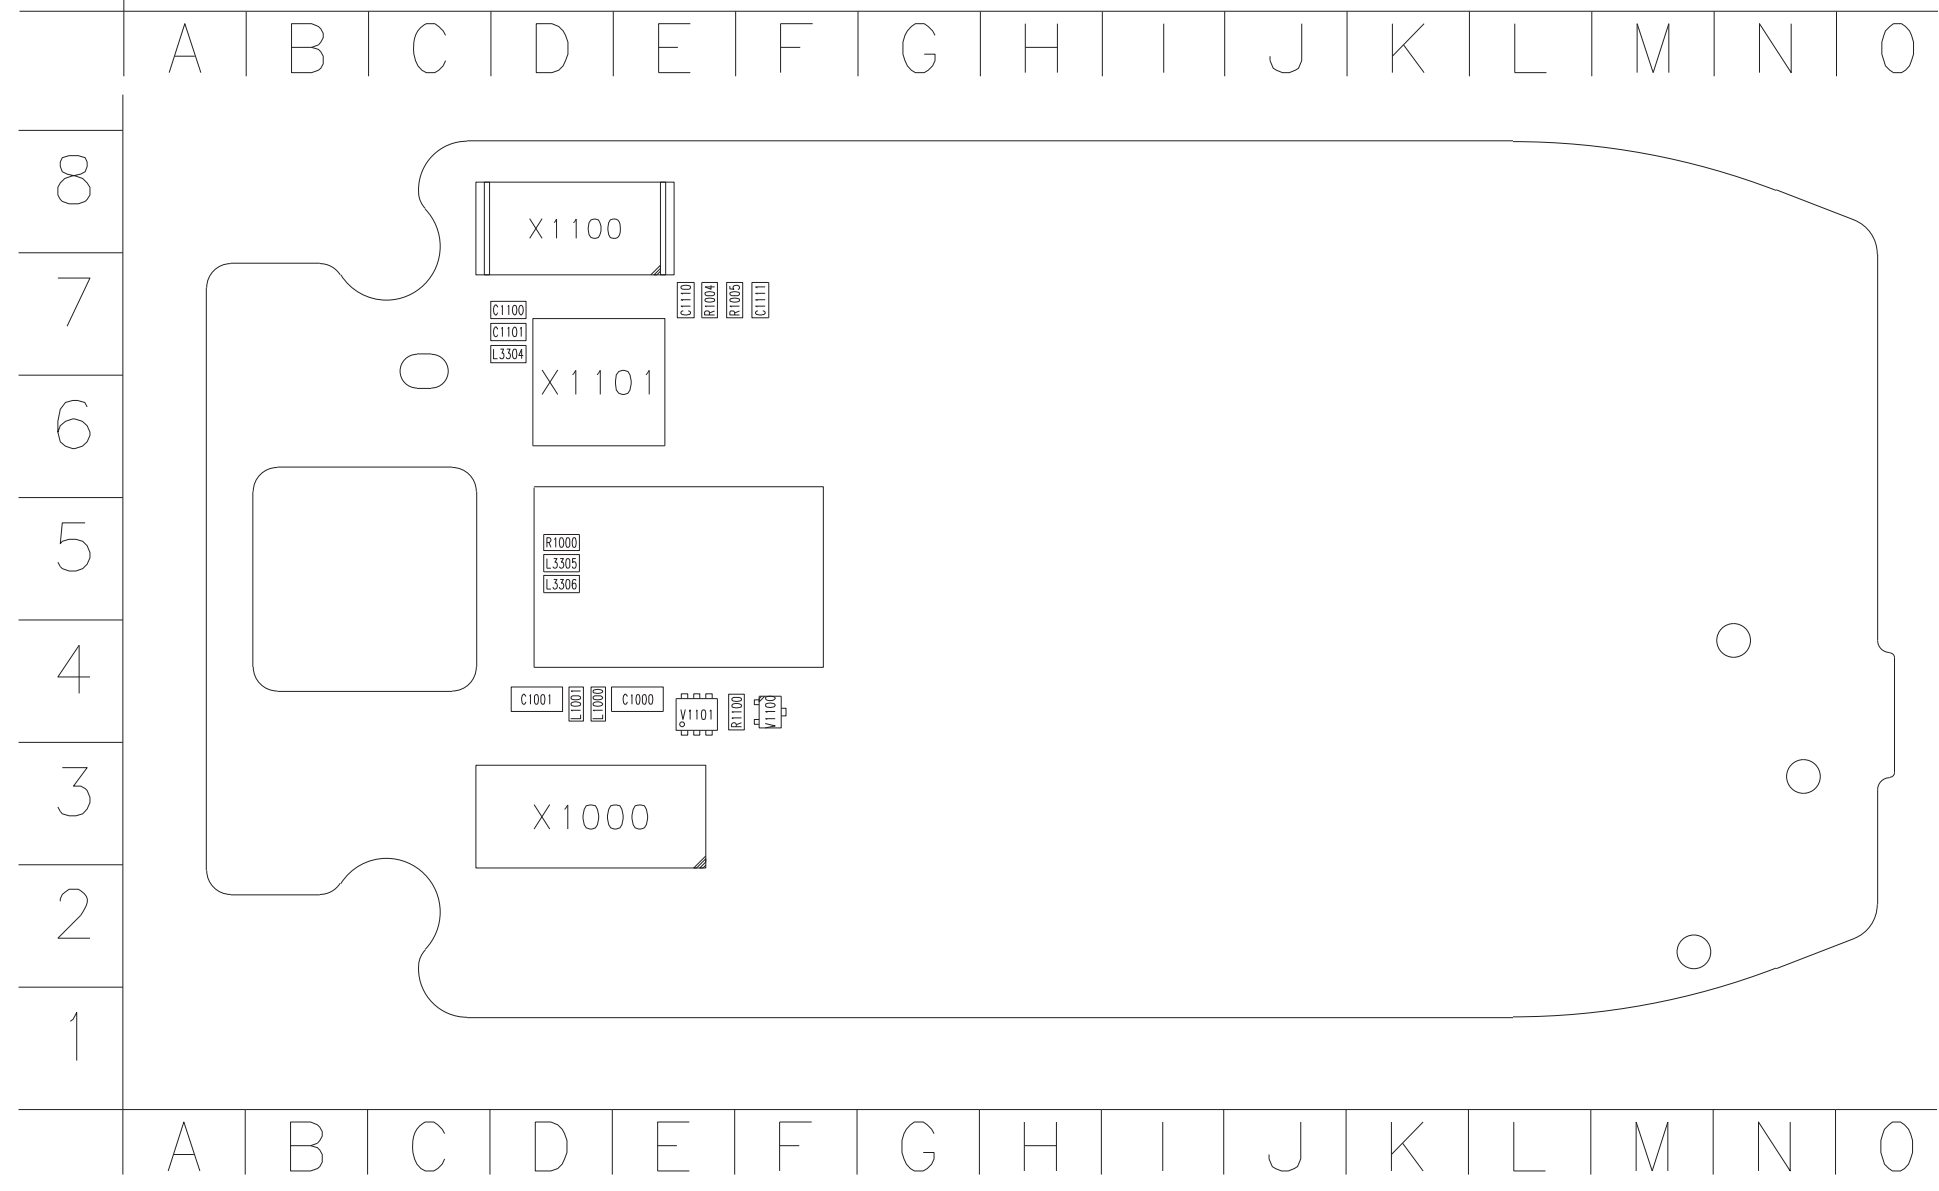 A B C D E F G H I J K L M N O
8
X1100
7
C1110 R1004 R1005 C1111
C1100
C1101
L3304
X1101
6
5
R1000
L3305
L3306
4
C1001 L1001 L1000 C1000 V1101 R1100 V1100
3
X1000
2
1
A B C D E F G H I J K L M N O